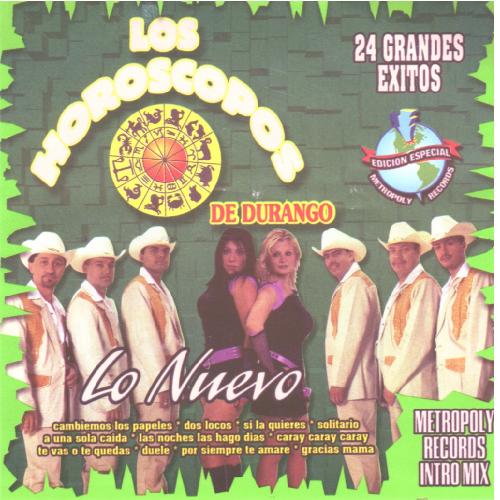 LOS
HOROSCOPOS
DE DURANGO
24 GRANDES
EXITOS
EDICION ESPECIAL
METROPOLY RECORDS
Lo Nuevo
cambiemos los papeles * dos locos * si la quieres * solitario
a una sola caida * las noches las hago dias * caray caray caray
te vas o te quedas * duele * por siempre te amare * gracias mama
METROPOLY
RECORDS
INTRO MIX